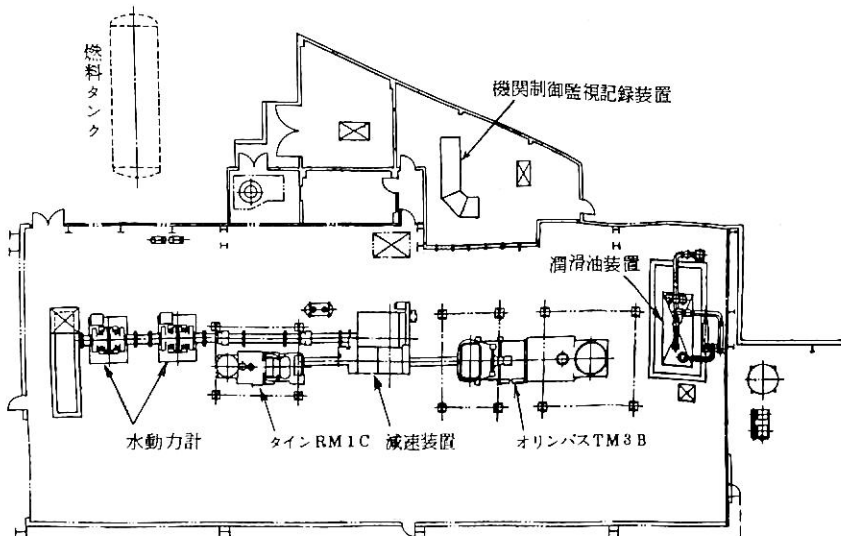 燃料タンク
機関制御監視記録装置
潤滑油装置
水動力計
タインRM1C
減速装置
オリンパスTM3B